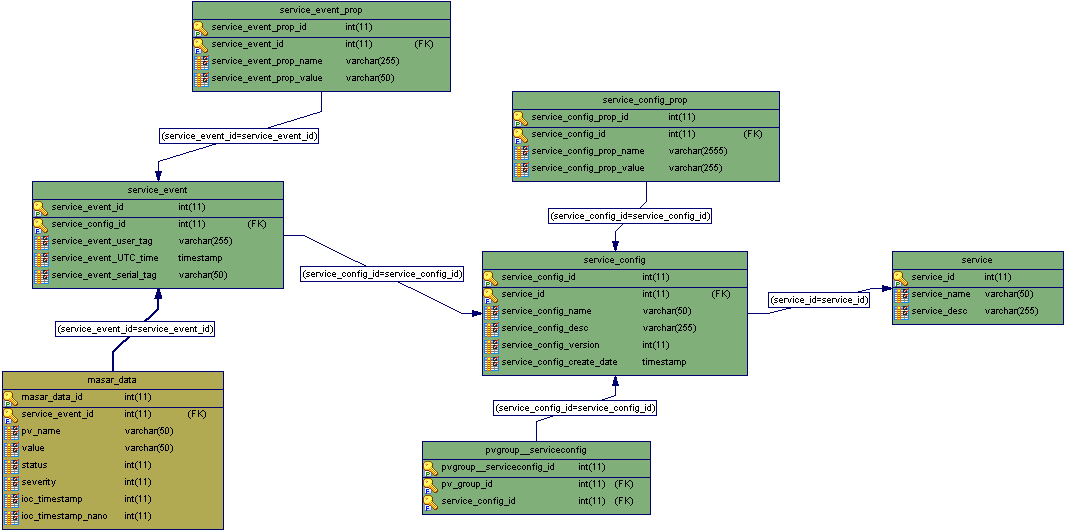 service_event_prop
service_event_prop_id int(11)
service_event_id int(11) (FK)
service_event_prop_name varchar(255)
service_event_prop_value varchar(50)
(service_event_id=service_event_id)
service_config_prop
service_config_prop_id int(11)
service_config_id int(11) (FK)
service_config_prop_name varchar(2555)
service_config_prop_value varchar(255)
(service_config_id=service_config_id)
service_event
service_event_id int(11)
service_config_id int(11) (FK)
service_event_user_tag varchar(255)
service_event_UTC_time timestamp
service_event_serial_tag varchar(50)
(service_config_id=service_config_id)
service_config
service_config_id int(11)
service_id int(11) (FK)
service_config_name varchar(50)
service_config_desc varchar(255)
service_config_version int(11)
service_config_create_date timestamp
(service_id=service_id)
service
service_id int(11)
service_name varchar(50)
service_desc varchar(255)
(service_event_id=service_event_id)
masar_data
masar_data_id int(11)
service_event_id int(11) (FK)
pv_name varchar(50)
value varchar(50)
status int(11)
severity int(11)
ioc_timestamp int(11)
ioc_timestamp_nano int(11)
(service_config_id=service_config_id)
pvgroup__serviceconfig
pvgroup__serviceconfig_id int(11)
pv_group_id int(11) (FK)
service_config_id int(11) (FK)